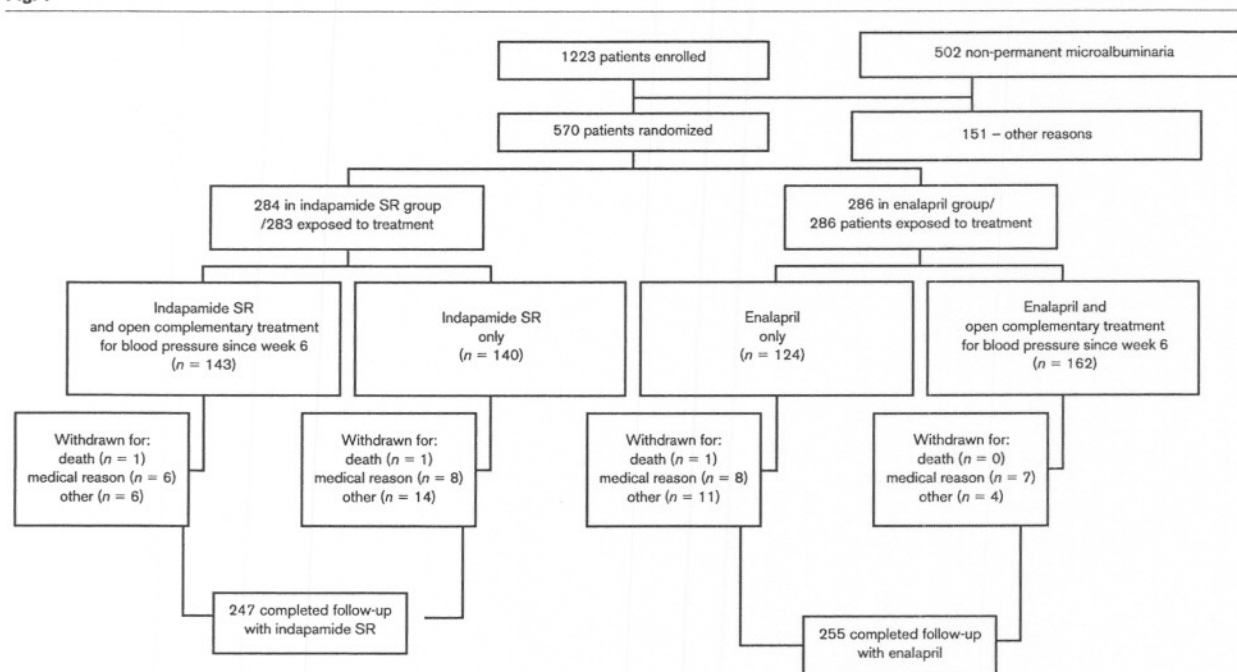 1223 patients enrolled
502 non-permanent microalbuminaria
570 patients randomized
151 – other reasons
284 in indapamide SR group
/283 exposed to treatment
286 in enalapril group/
286 patients exposed to treatment
Indapamide SR
and open complementary treatment
for blood pressure since week 6
(n = 143)
Indapamide SR
only
(n = 140)
Enalapril
only
(n = 124)
Enalapril and
open complementary treatment
for blood pressure since week 6
(n = 162)
Withdrawn for:
death (n = 1)
medical reason (n = 6)
other (n = 6)
Withdrawn for:
death (n = 1)
medical reason (n = 8)
other (n = 14)
Withdrawn for:
death (n = 1)
medical reason (n = 8)
other (n = 11)
Withdrawn for:
death (n = 0)
medical reason (n = 7)
other (n = 4)
247 completed follow-up
with indapamide SR
255 completed follow-up
with enalapril